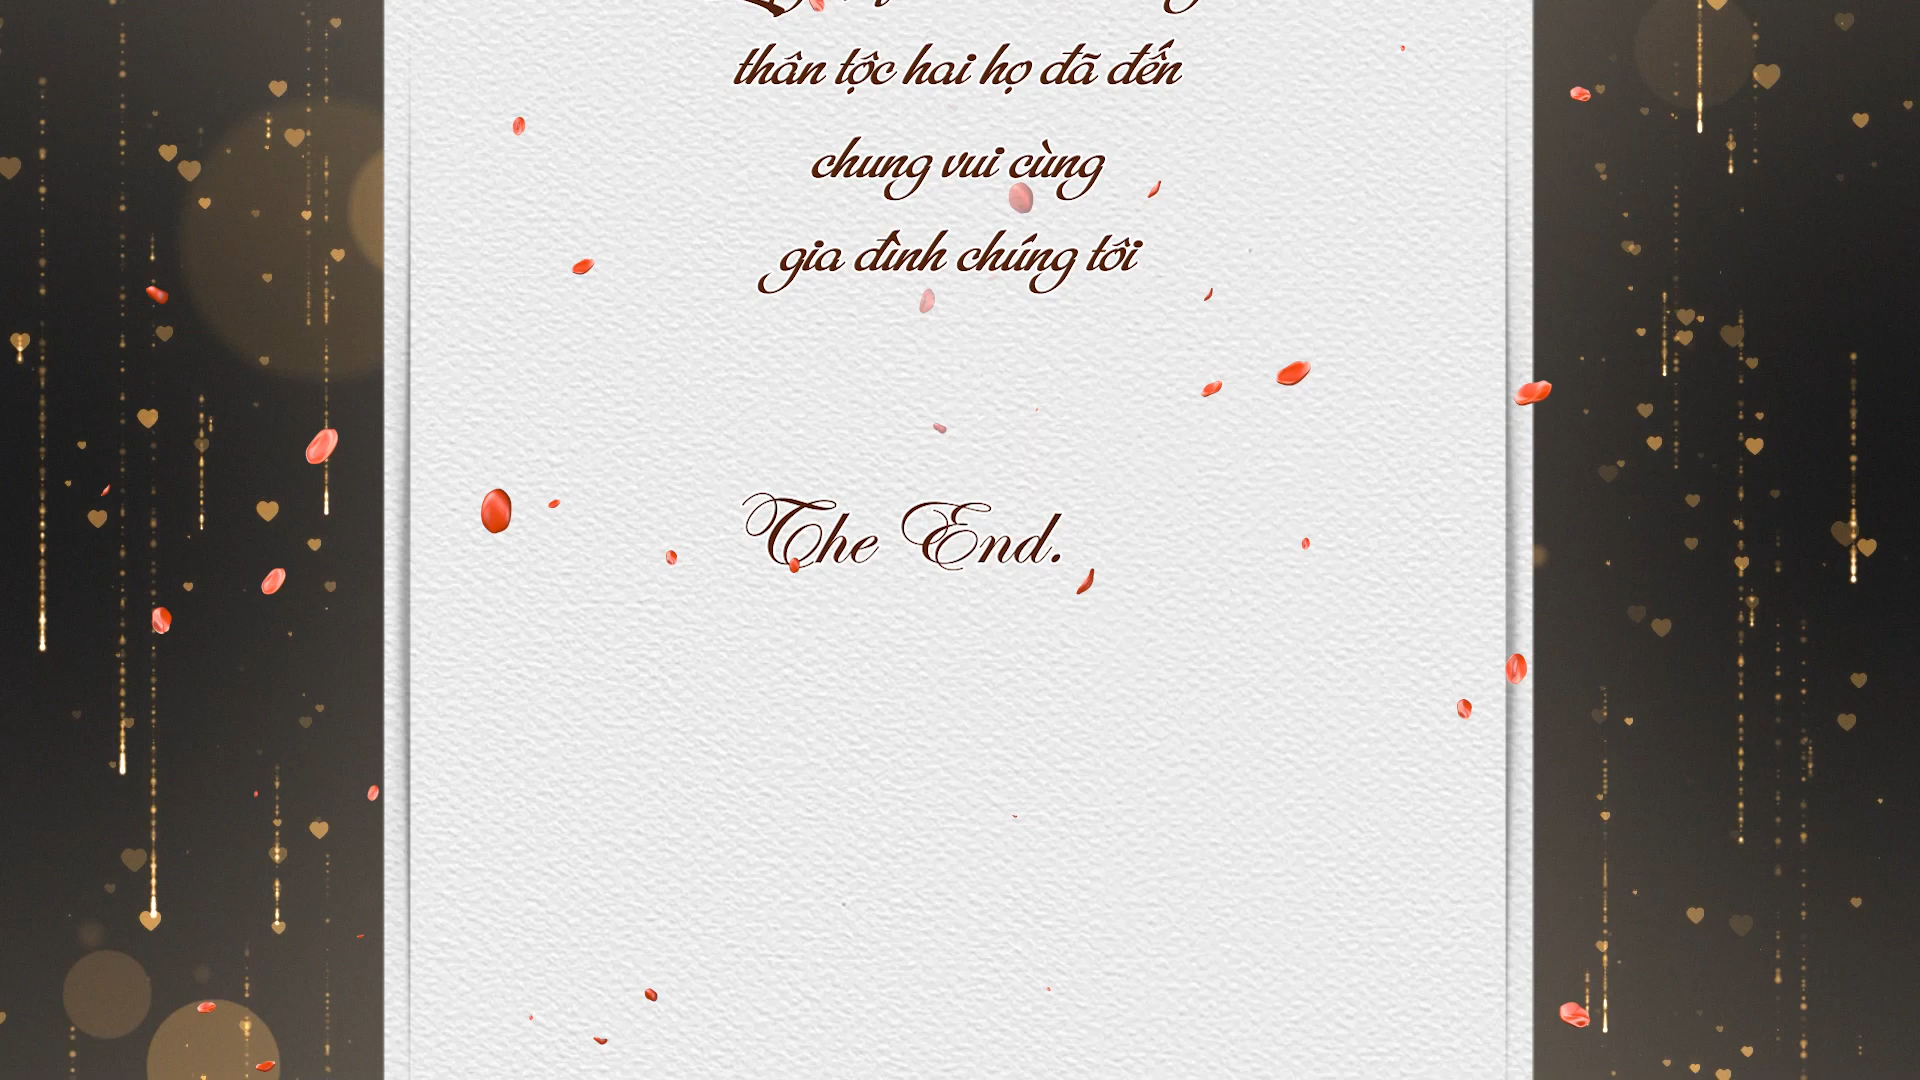 thân tộc hai họ đã đến
chung vui cùng
gia đình chúng tôi
The End.